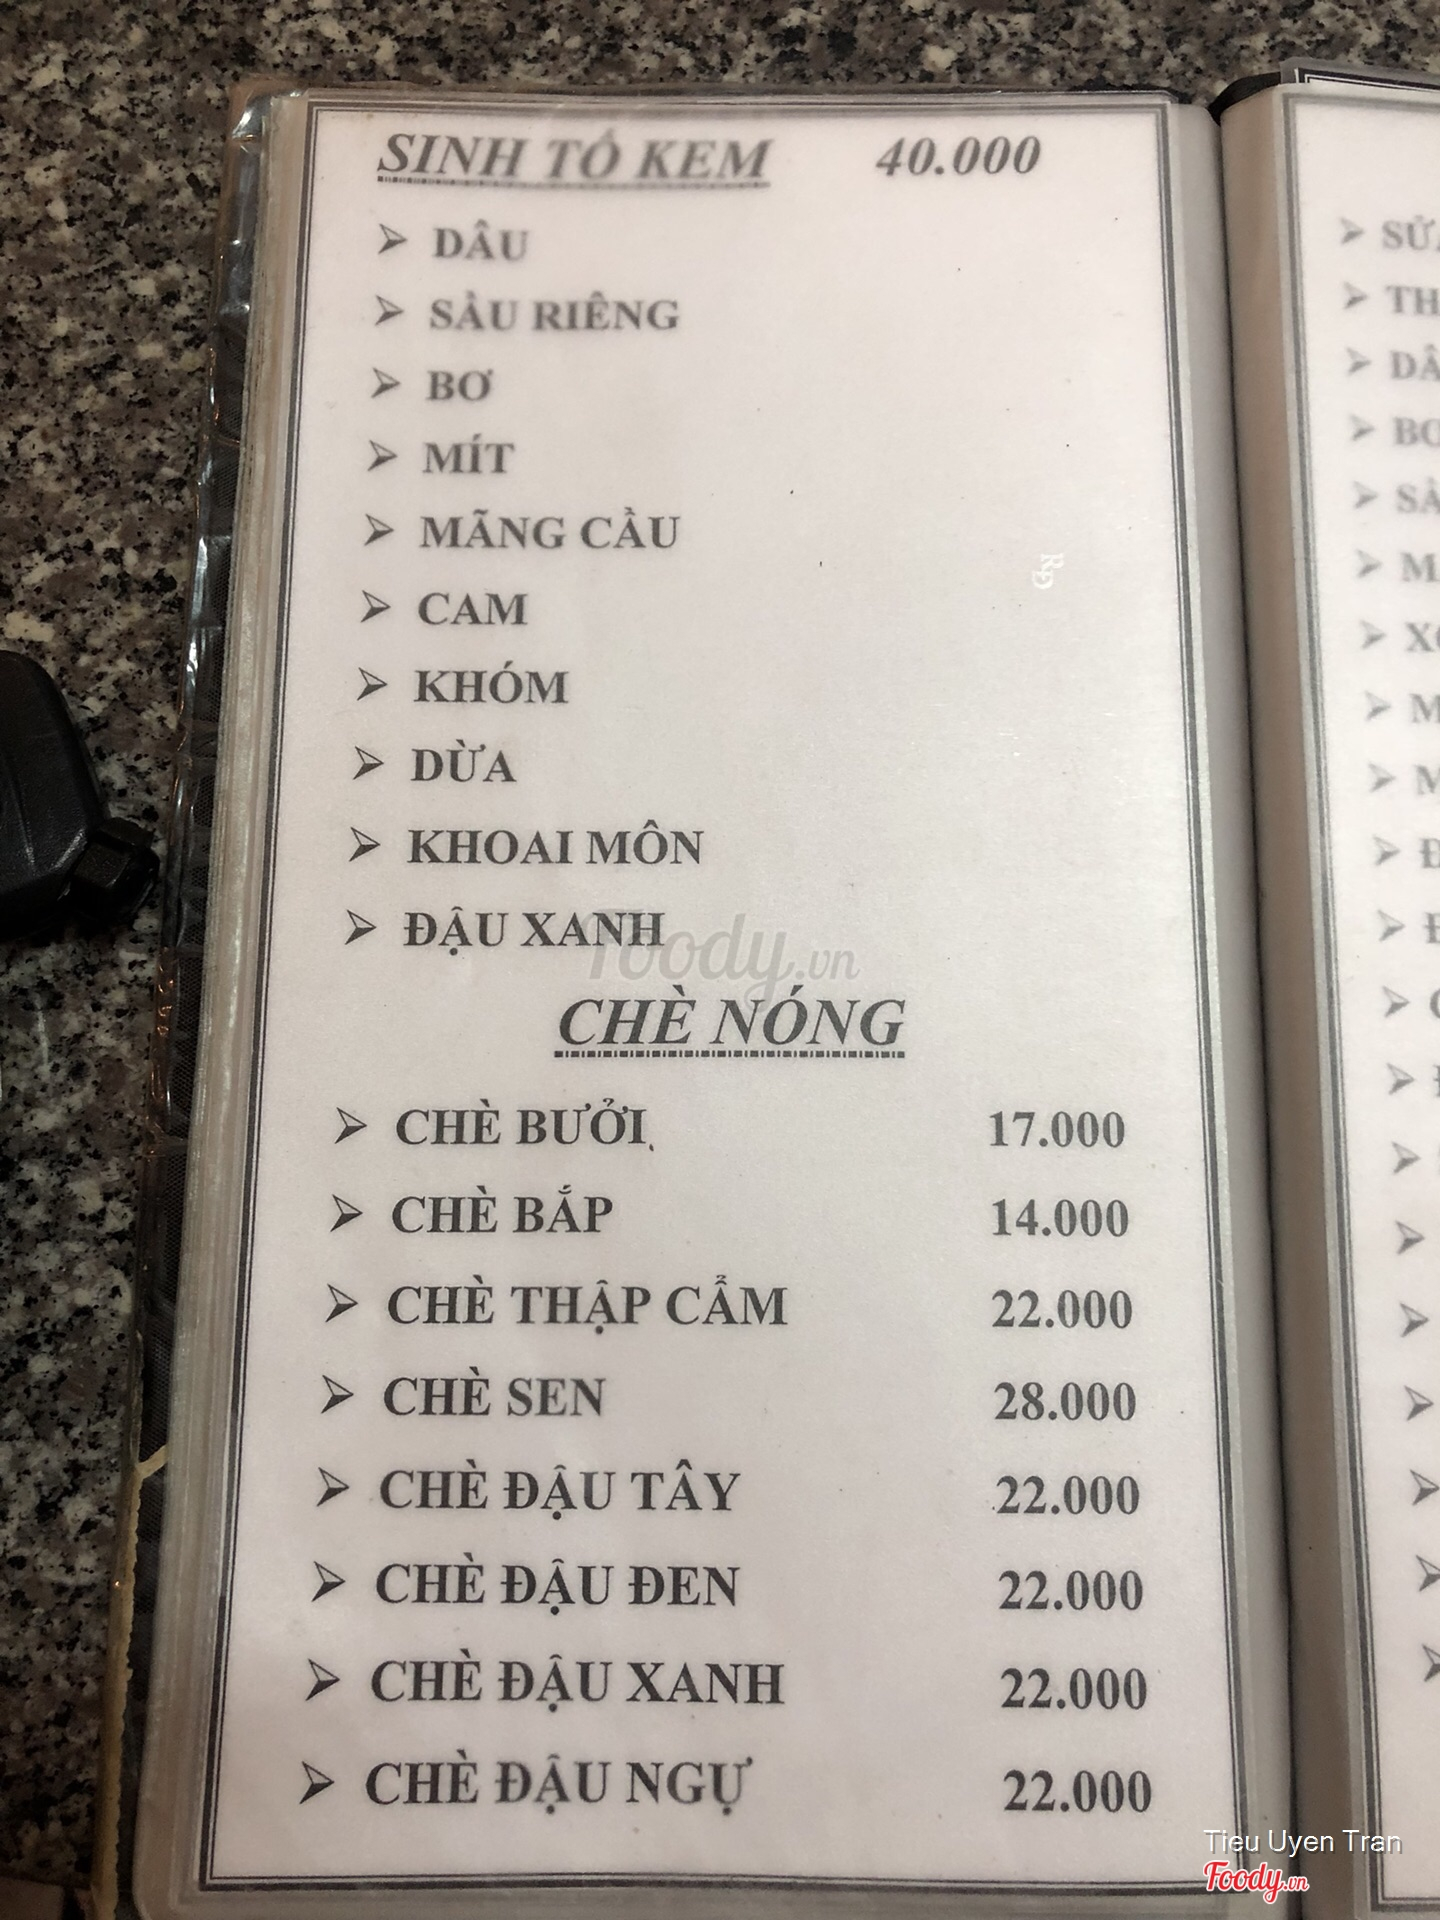 SINH TỐ KEM 40.000
➢ DÂU
➢ SẦU RIÊNG
➢ BƠ
➢ MÍT
➢ MÃNG CẦU
➢ CAM
➢ KHÓM
➢ DỪA
➢ KHOAI MÔN
➢ ĐẬU XANH
Foody.vn
CHÈ NÓNG
➢ CHÈ BƯỞI 17.000
➢ CHÈ BẮP 14.000
➢ CHÈ THẬP CẨM 22.000
➢ CHÈ SEN 28.000
➢ CHÈ ĐẬU TÂY 22.000
➢ CHÈ ĐẬU ĐEN 22.000
➢ CHÈ ĐẬU XANH 22.000
➢ CHÈ ĐẬU NGỰ 22.000
Tieu Uyen Tran
Foody.vn